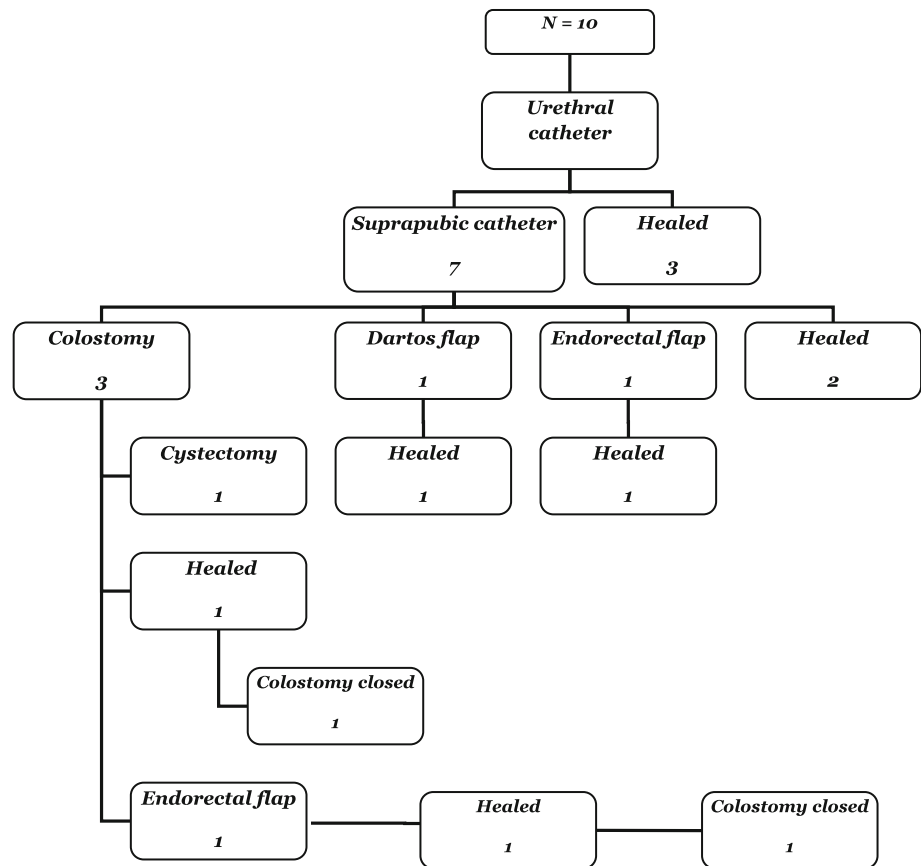 N = 10
Urethral
catheter
Suprapubic catheter
7
Healed
3
Colostomy
3
Dartos flap
1
Endorectal flap
1
Healed
2
Cystectomy
1
Healed
1
Healed
1
Healed
1
Colostomy closed
1
Endorectal flap
1
Healed
1
Colostomy closed
1